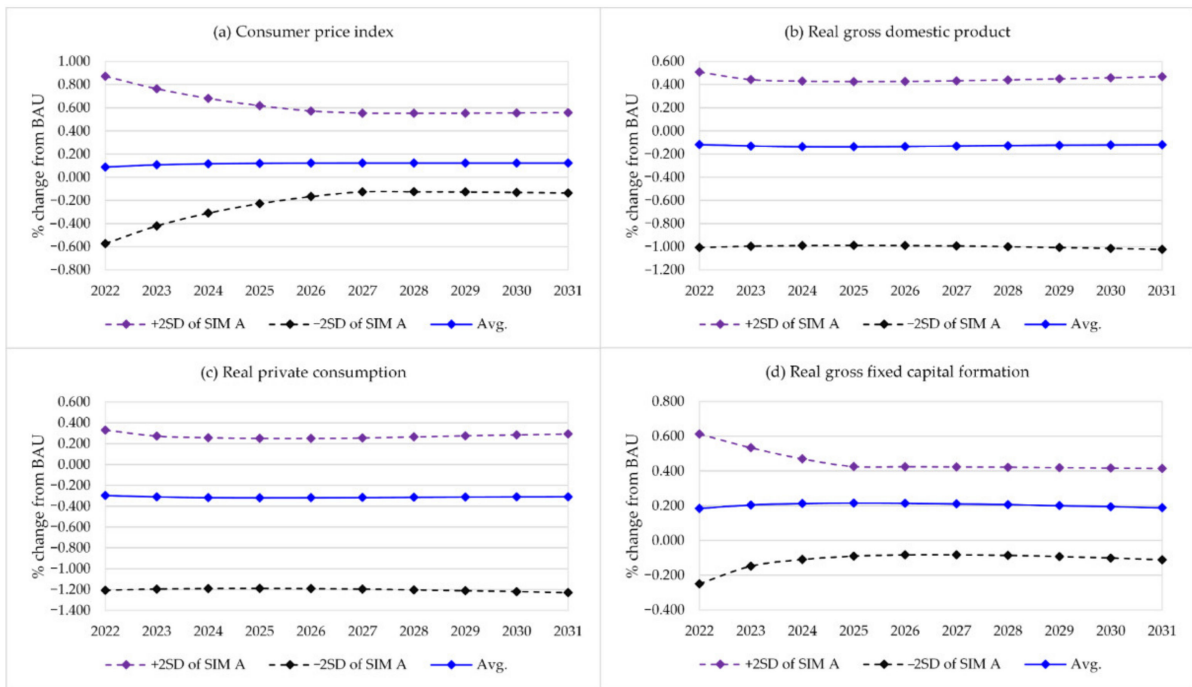 (a) Consumer price index
% change from BAU
1.000
0.800
0.600
0.400
0.200
0.000
−0.200
−0.400
−0.600
−0.800
2022 2023 2024 2025 2026 2027 2028 2029 2030 2031
+2SD of SIM A −2SD of SIM A Avg.
(b) Real gross domestic product
% change from BAU
0.600
0.400
0.200
0.000
−0.200
−0.400
−0.600
−0.800
−1.000
−1.200
2022 2023 2024 2025 2026 2027 2028 2029 2030 2031
+2SD of SIM A −2SD of SIM A Avg.
(c) Real private consumption
% change from BAU
0.600
0.400
0.200
0.000
−0.200
−0.400
−0.600
−0.800
−1.000
−1.200
−1.400
2022 2023 2024 2025 2026 2027 2028 2029 2030 2031
+2SD of SIM A −2SD of SIM A Avg.
(d) Real gross fixed capital formation
% change from BAU
0.800
0.600
0.400
0.200
0.000
−0.200
−0.400
2022 2023 2024 2025 2026 2027 2028 2029 2030 2031
+2SD of SIM A −2SD of SIM A Avg.